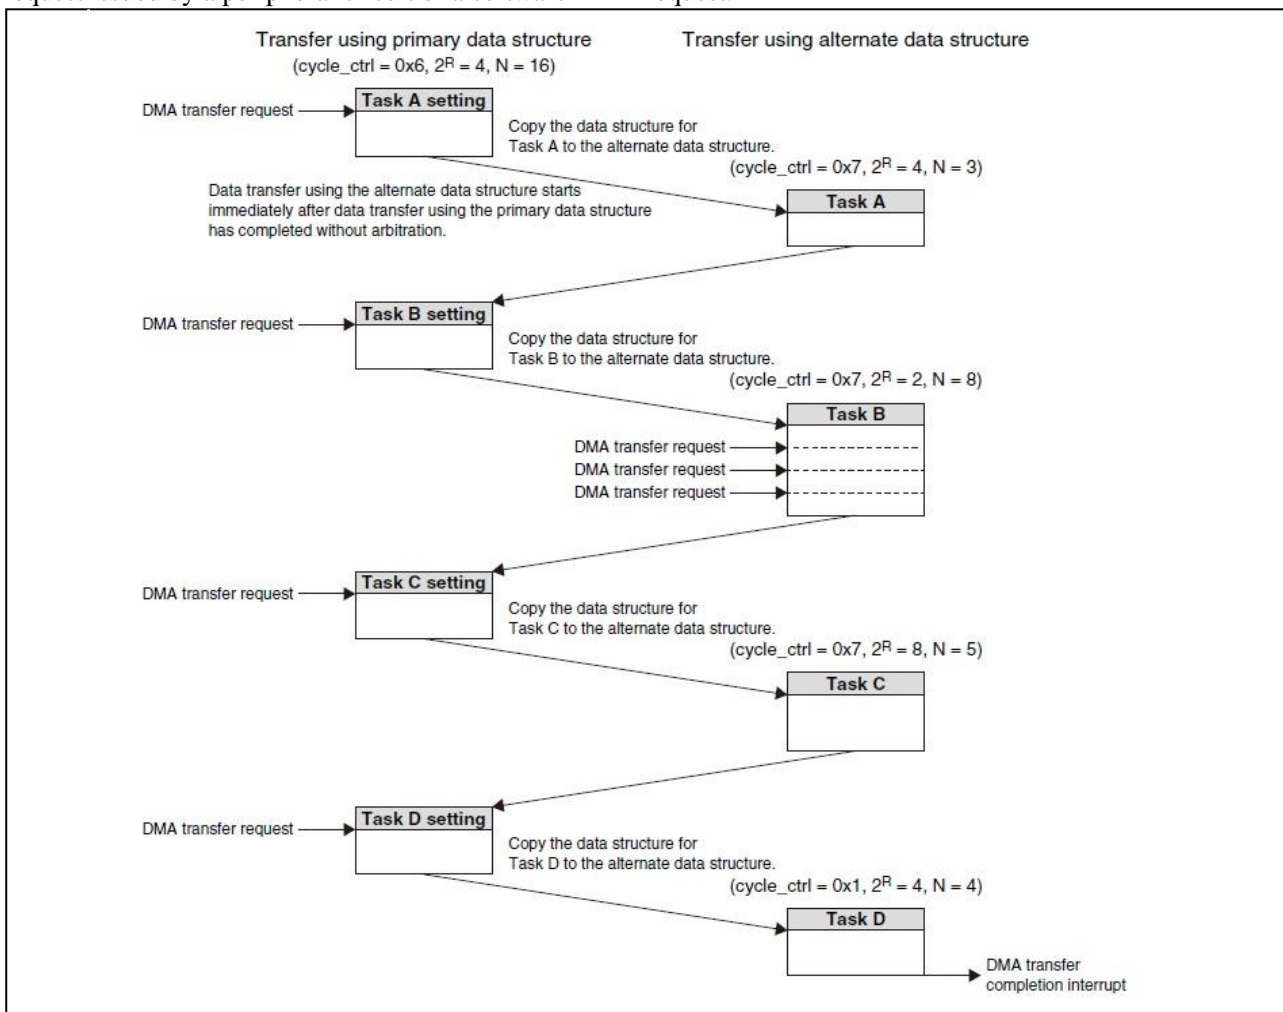 Transfer using primary data structure
Transfer using alternate data structure
(cycle_ctrl = 0x6, 2R = 4, N = 16)
DMA transfer request
Task A setting
Copy the data structure for
Task A to the alternate data structure.
(cycle_ctrl = 0x7, 2R = 4, N = 3)
Data transfer using the alternate data structure starts
immediately after data transfer using the primary data structure
has completed without arbitration.
Task A
DMA transfer request
Task B setting
Copy the data structure for
Task B to the alternate data structure.
(cycle_ctrl = 0x7, 2R = 2, N = 8)
Task B
DMA transfer request
DMA transfer request
DMA transfer request
DMA transfer request
Task C setting
Copy the data structure for
Task C to the alternate data structure.
(cycle_ctrl = 0x7, 2R = 8, N = 5)
Task C
DMA transfer request
Task D setting
Copy the data structure for
Task D to the alternate data structure.
(cycle_ctrl = 0x1, 2R = 4, N = 4)
Task D
DMA transfer
completion interrupt